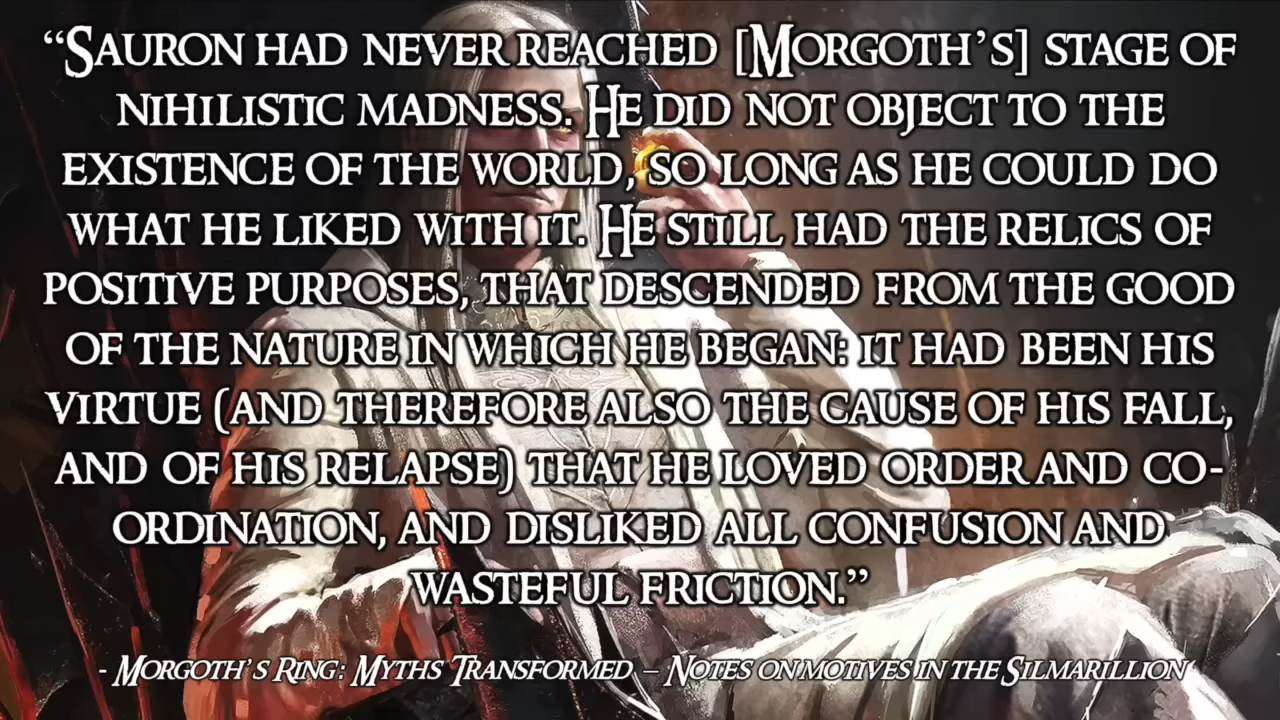 “Sauron had never reached [Morgoth’s] stage of
nihilistic madness. He did not object to the
existence of the world, so long as he could do
what he liked with it. He still had the relics of
positive purposes, that descended from the good
of the nature in which he began: it had been his
virtue (and therefore also the cause of his fall,
and of his relapse) that he loved order and co-
ordination, and disliked all confusion and
wasteful friction.”
- Morgoth’s Ring: Myths Transformed – Notes on motives in the Silmarillion